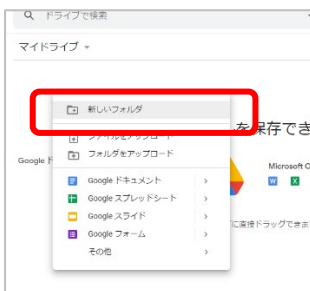 ドライブで検索
マイドライブ
新しいフォルダ
ファイルをアップロード
を保存でき
フォルダをアップロード
Google
Microsoft O
W X
Google ドキュメント
Google スプレッドシート
Google スライド
に直接ドラッグできま
Google フォーム
その他